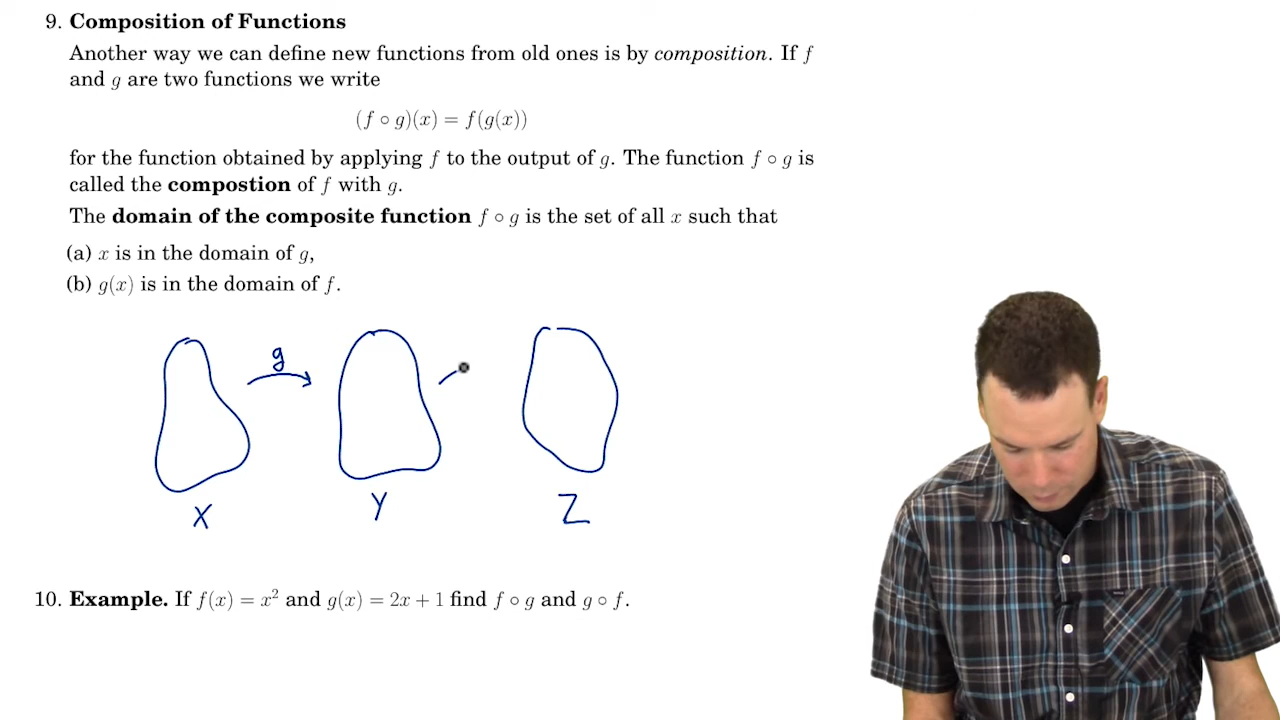 9. Composition of Functions
Another way we can define new functions from old ones is by composition. If f
and g are two functions we write
(f ∘ g)(x) = f(g(x))
for the function obtained by applying f to the output of g. The function f ∘ g is
called the compostion of f with g.
The domain of the composite function f ∘ g is the set of all x such that
(a) x is in the domain of g,
(b) g(x) is in the domain of f.
g
X Y Z
10. Example. If f(x) = x² and g(x) = 2x + 1 find f ∘ g and g ∘ f.